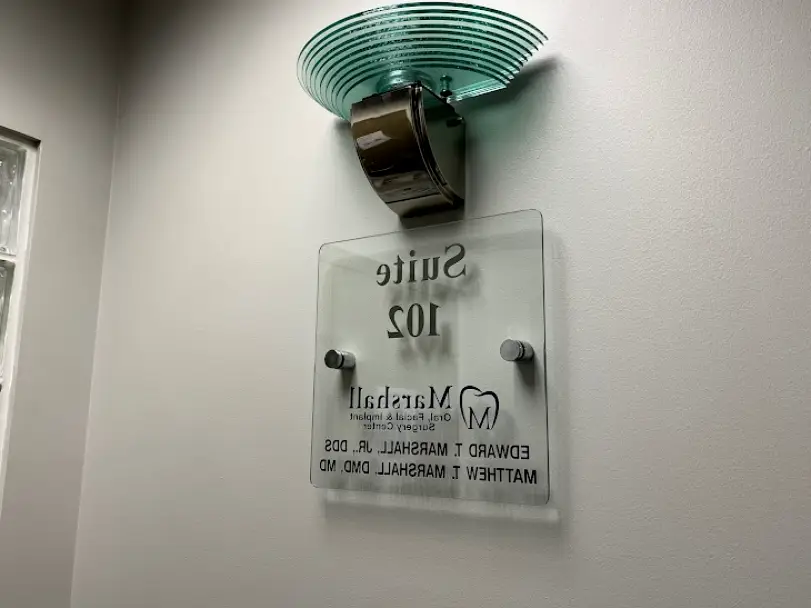 Suite
102
M Marshall
Oral, Facial & Implant
Surgery Center
EDWARD T. MARSHALL, JR., DDS
MATTHEW T. MARSHALL, DMD, MD